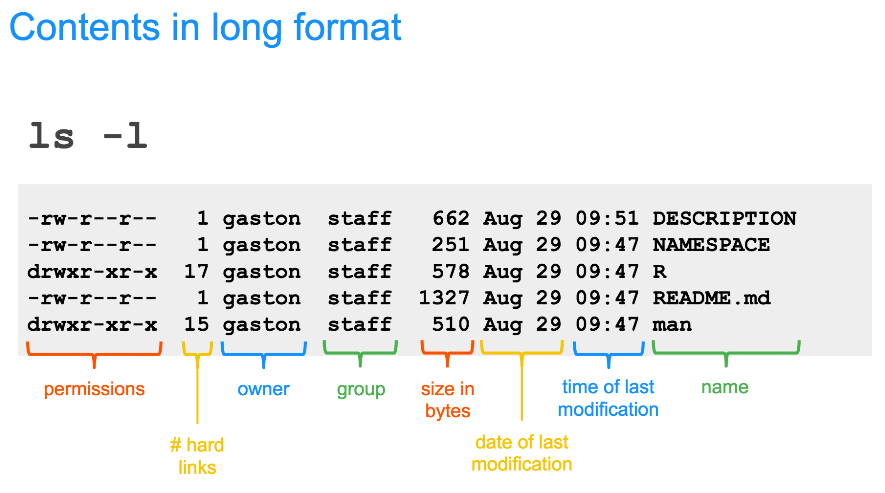 Contents in long format
ls -l
-rw-r--r-- 1 gaston staff 662 Aug 29 09:51 DESCRIPTION
-rw-r--r-- 1 gaston staff 251 Aug 29 09:47 NAMESPACE
drwxr-xr-x 17 gaston staff 578 Aug 29 09:47 R
-rw-r--r-- 1 gaston staff 1327 Aug 29 09:47 README.md
drwxr-xr-x 15 gaston staff 510 Aug 29 09:47 man
permissions
# hard
links
owner
group
size in
bytes
date of last
modification
time of last
modification
name